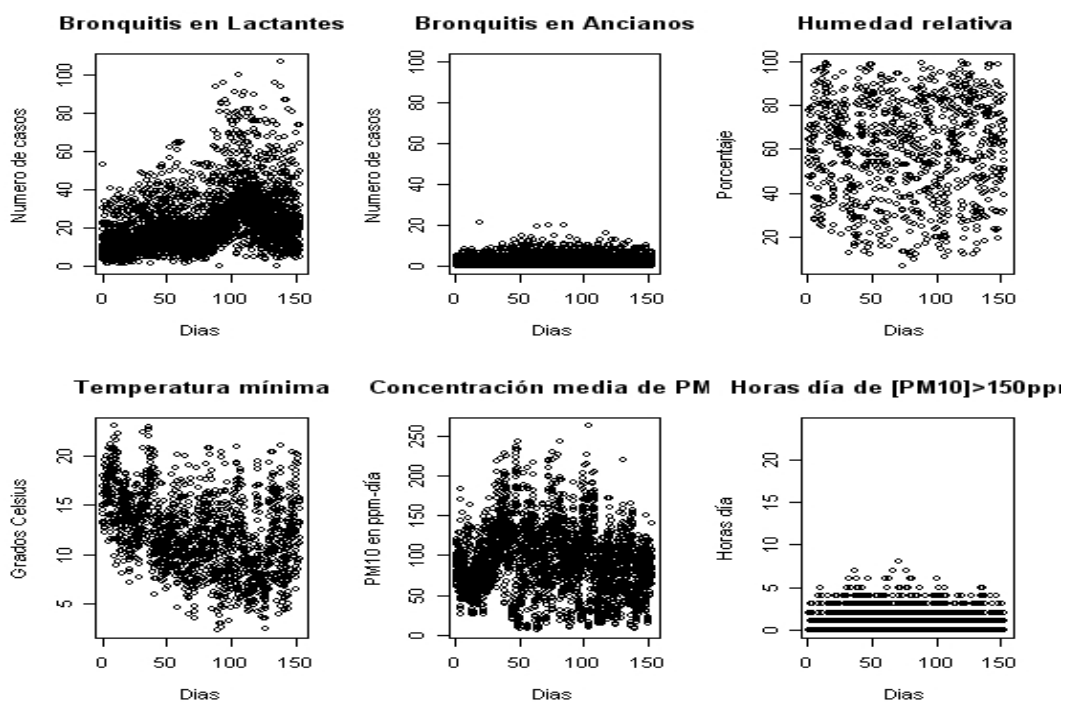 Bronquitis en Lactantes
Numero de casos
0 20 40 60 80 100
0 50 100 150
Dias
Bronquitis en Ancianos
Numero de casos
0 20 40 60 80 100
0 50 100 150
Dias
Humedad relativa
Porcentaje
20 40 60 80 100
0 50 100 150
Dias
Temperatura mínima
Grados Celsius
5 10 15 20
0 50 100 150
Dias
Concentración media de PM
PM10 en ppm-día
0 50 100 150 200 250
0 50 100 150
Dias
Horas día de [PM10]>150pp
Horas día
0 5 10 15 20
0 50 100 150
Dias